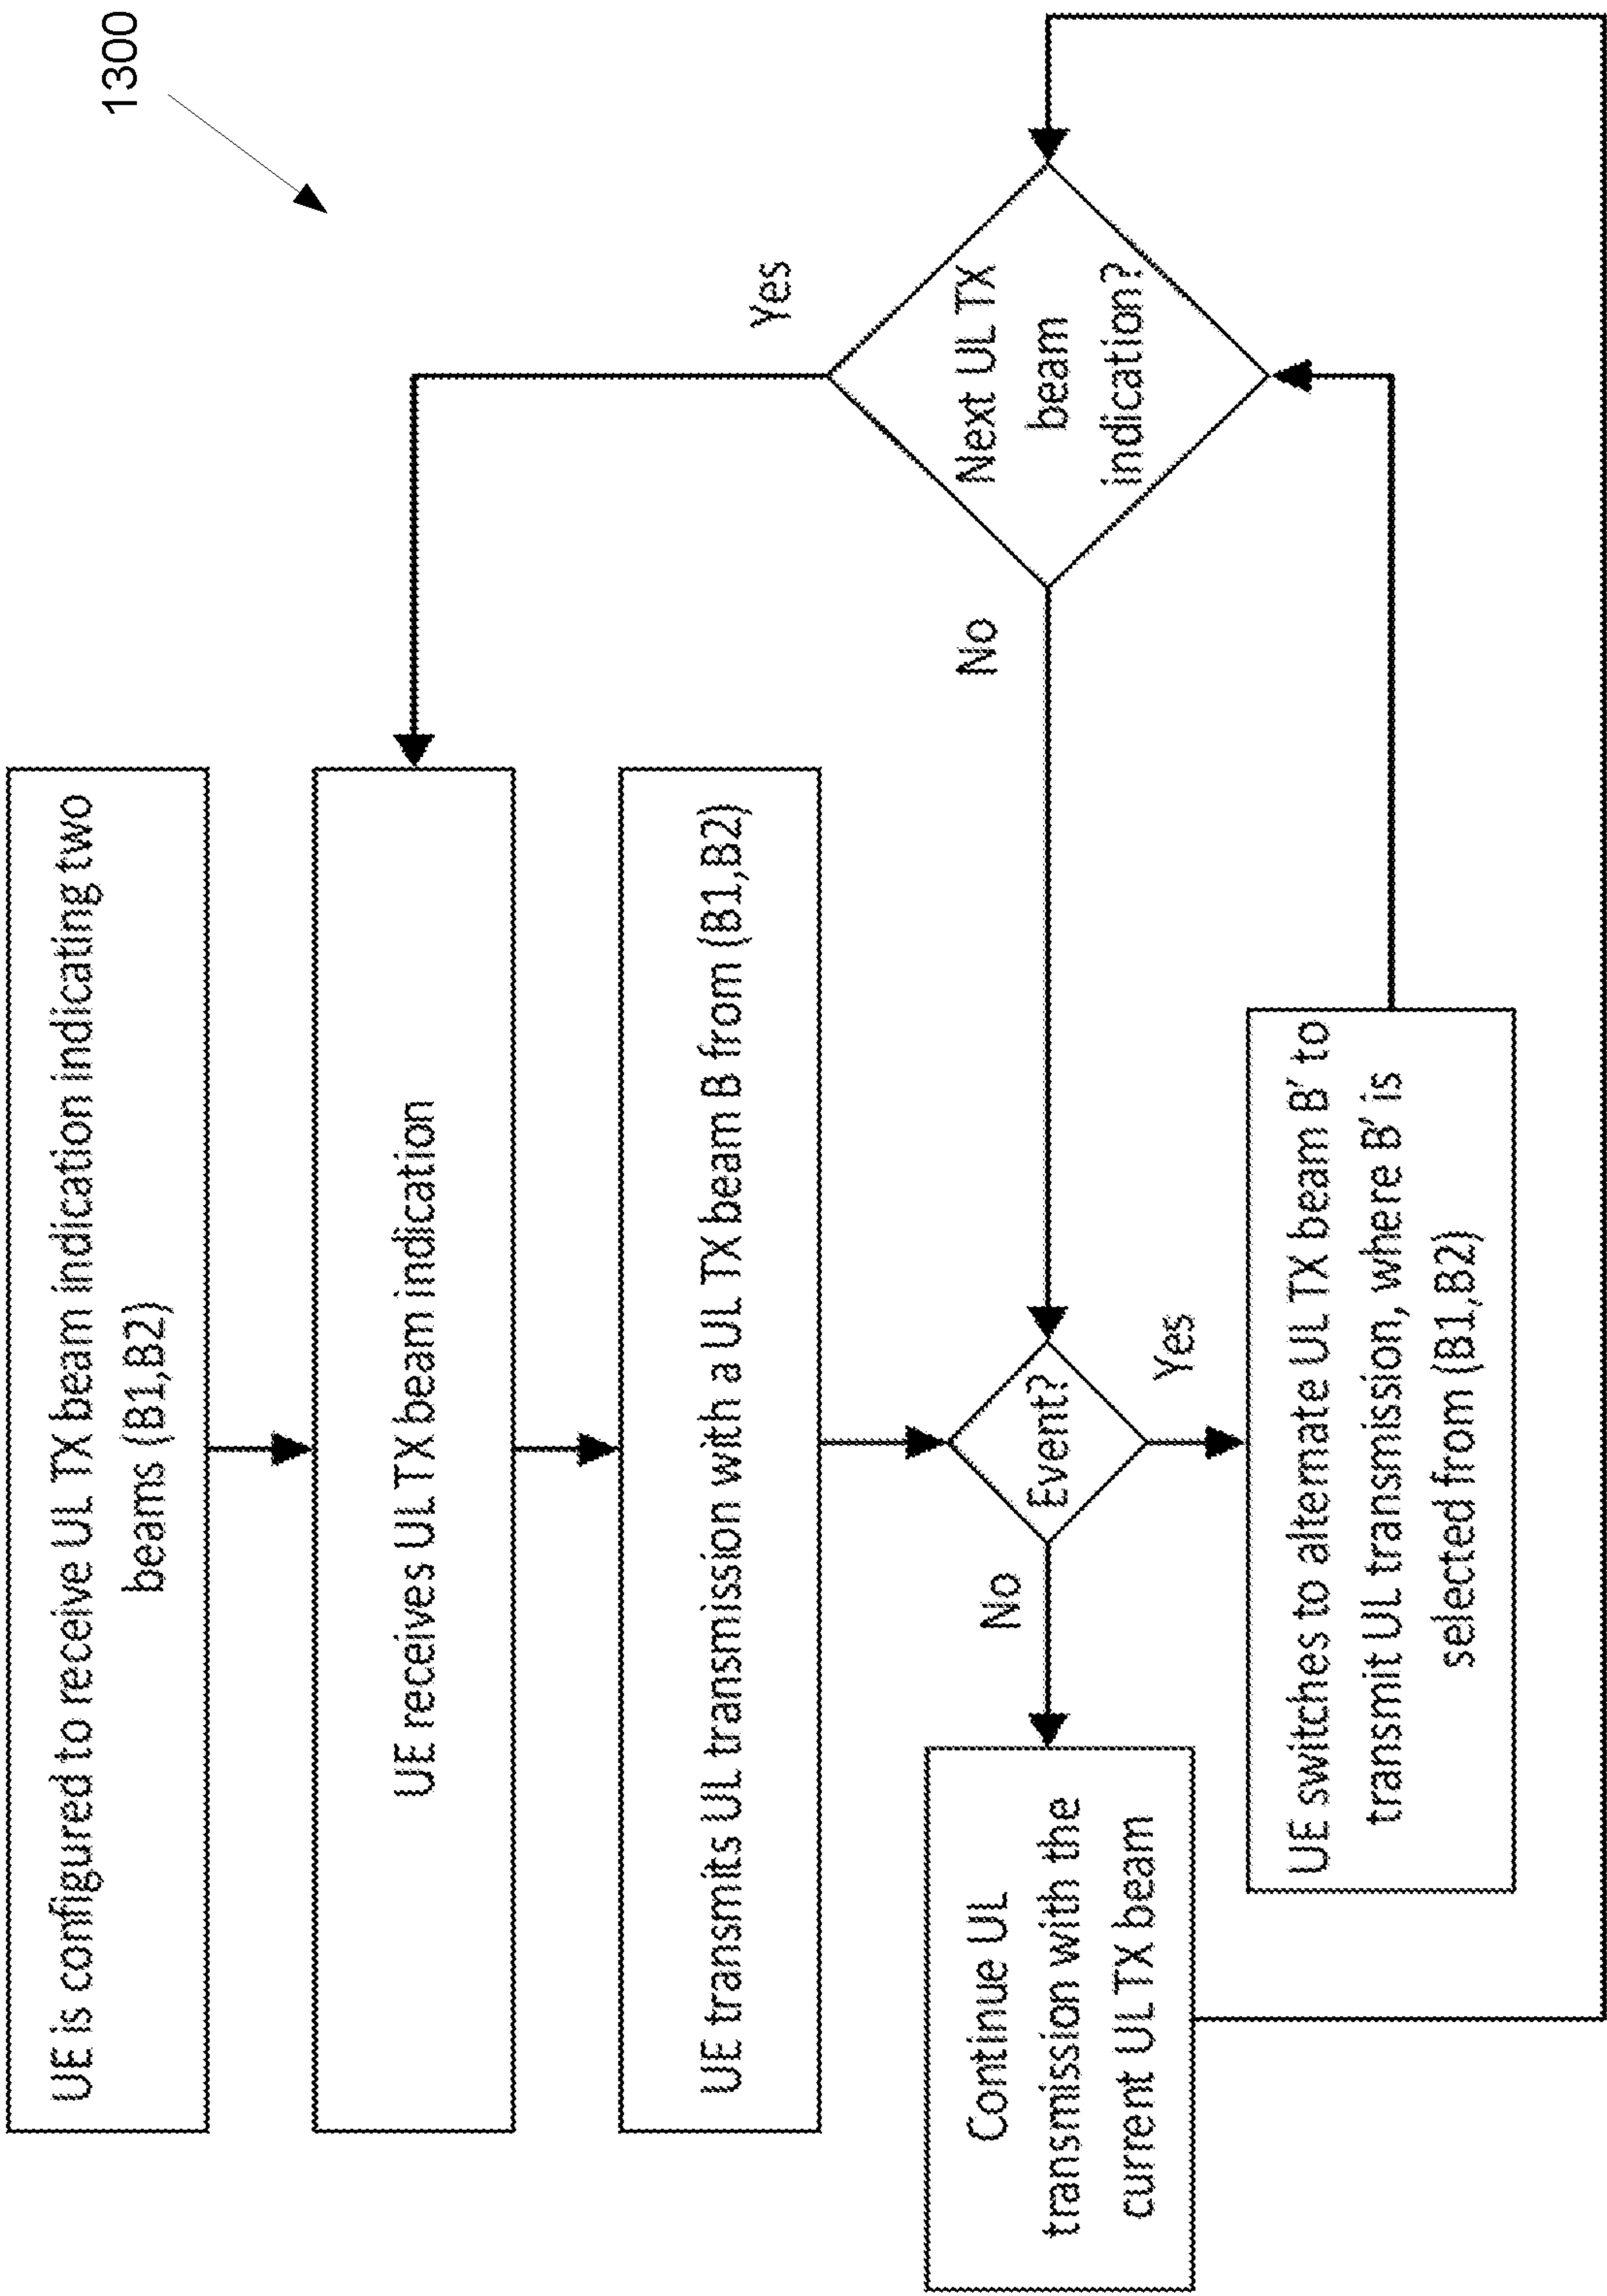 1300
UE is configured to receive UL TX beam indication indicating two
beams (B1,B2)
UE receives UL TX beam indication
UE transmits UL transmission with a UL TX beam B from (B1,B2)
Event?
No
Yes
Continue UL
transmission with the
current UL TX beam
UE switches to alternate UL TX beam B' to
transmit UL transmission, where B' is
selected from (B1,B2)
Next UL TX
beam
indication?
Yes
No